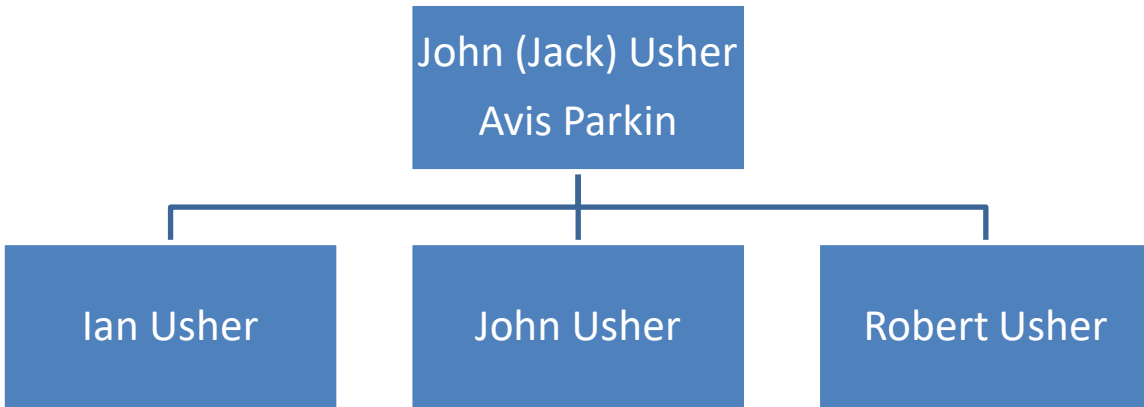 John (Jack) Usher
Avis Parkin
Ian Usher
John Usher
Robert Usher